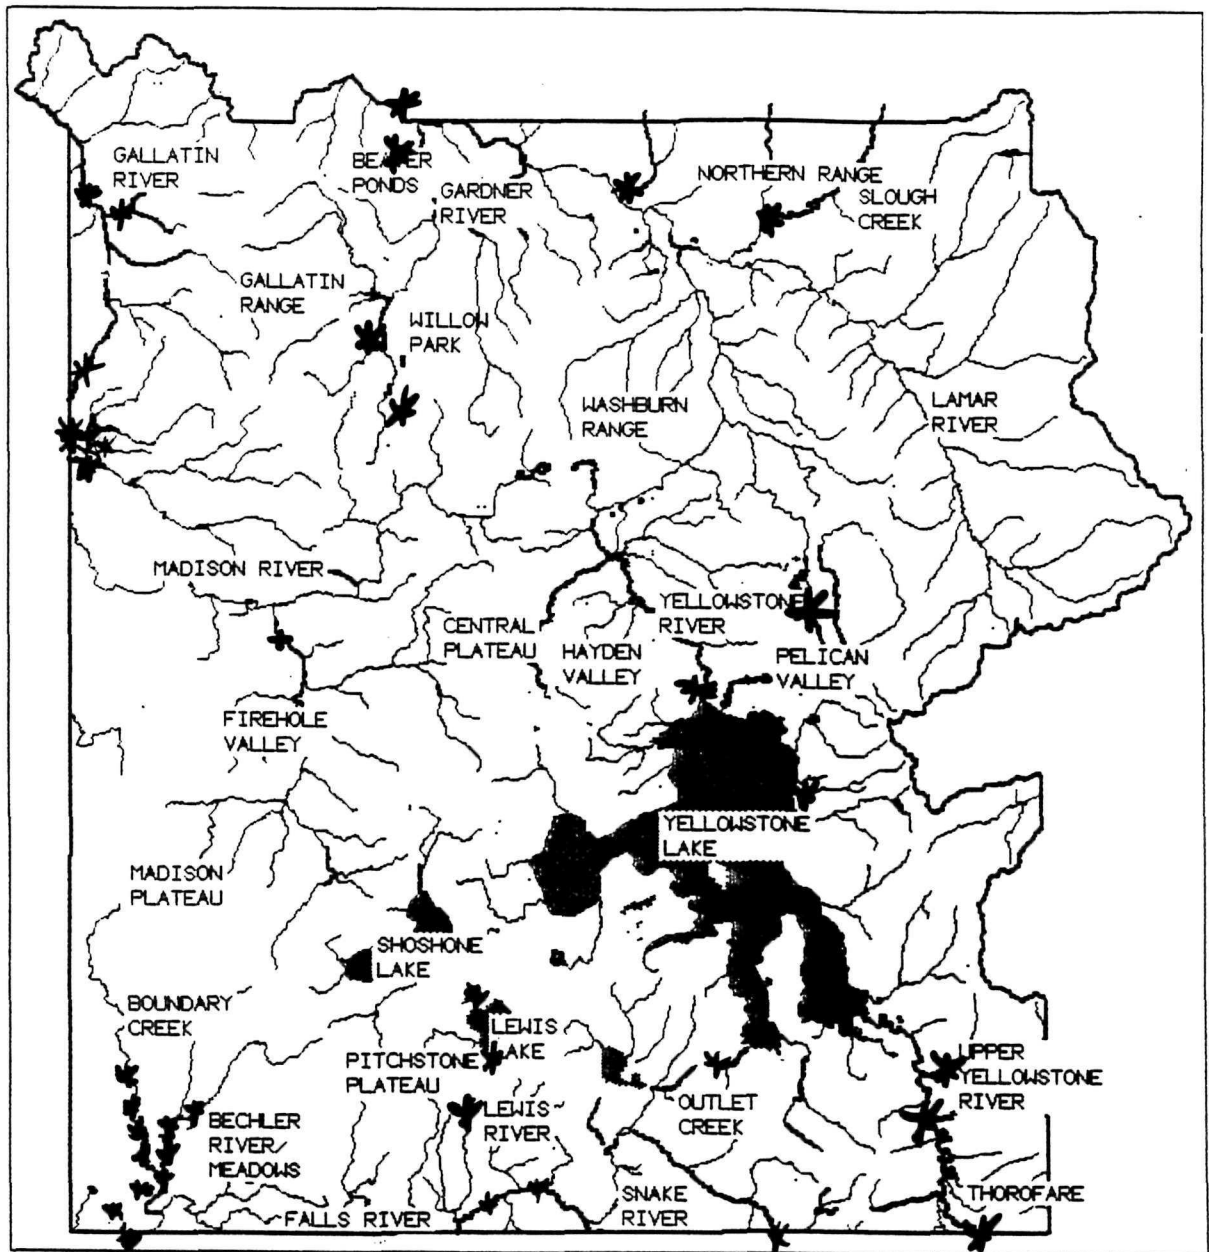 GALLATIN
RIVER
BEAVER
PONDS
GARDNER
RIVER
NORTHERN RANGE
SLOUGH
CREEK
GALLATIN
RANGE
WILLOW
PARK
WASHBURN
RANGE
LAMAR
RIVER
MADISON RIVER
CENTRAL
PLATEAU
HAYDEN
VALLEY
YELLOWSTONE
RIVER
PELICAN
VALLEY
FIREHOLE
VALLEY
YELLOWSTONE
LAKE
MADISON
PLATEAU
SHOSHONE
LAKE
BOUNDARY
CREEK
LEWIS
LAKE
PITCHSTONE
PLATEAU
UPPER
YELLOWSTONE
RIVER
OUTLET
CREEK
LEWIS
RIVER
BECHLER
RIVER/
MEADOWS
THOROFARE
SNAKE
RIVER
FALLS RIVER